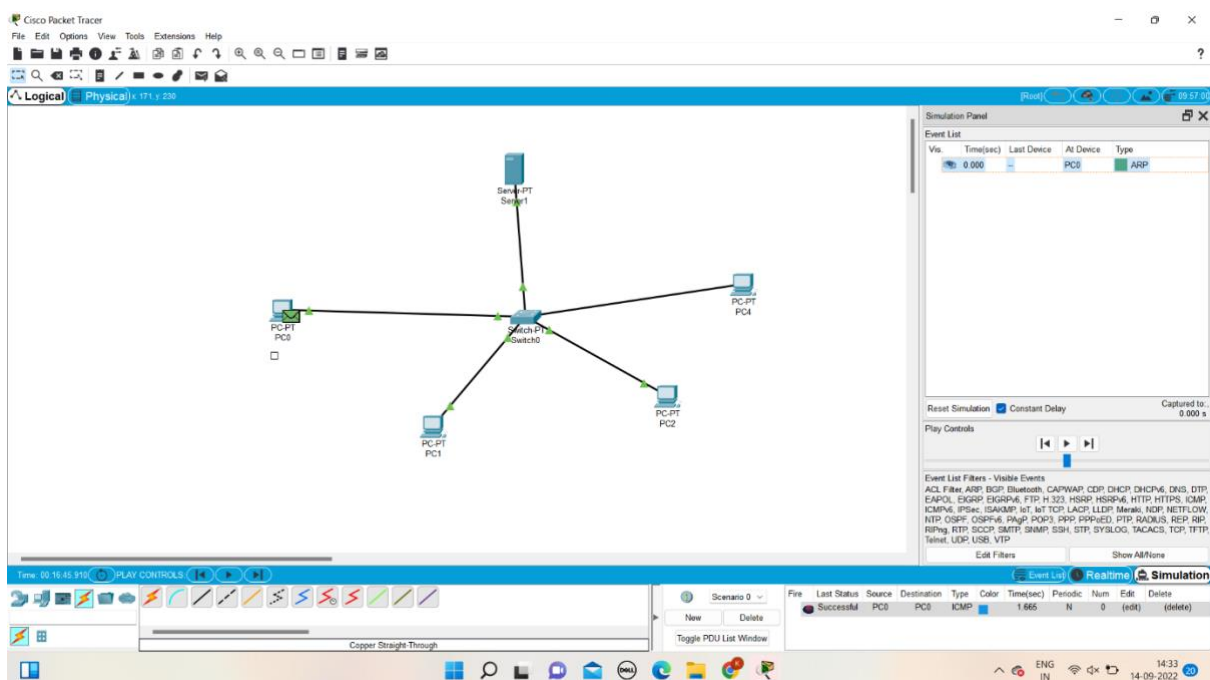 Cisco Packet Tracer
File Edit Options View Tools Extensions Help
?
Logical Physical x: 171, y: 230
[Root] 09:57:00
Simulation Panel
Event List
Vis. Time(sec) Last Device At Device Type
0.000 -- PC0 ARP
Server-PT
Server1
PC-PT
PC4
PC-PT
PC0
Switch-PT
Switch0
PC-PT
PC2
PC-PT
PC1
Reset Simulation Constant Delay Captured to:
0.000 s
Play Controls
Event List Filters - Visible Events
ACL Filter, ARP, BGP, Bluetooth, CAPWAP, CDP, DHCP, DHCPv6, DNS, DTP,
EAPOL, EIGRP, EIGRPv6, FTP, H.323, HSRP, HSRPv6, HTTP, HTTPS, ICMP,
ICMPv6, IPSec, ISAKMP, IoT, IoT TCP, LACP, LLDP, Meraki, NDP, NETFLOW,
NTP, OSPF, OSPFv6, PAgP, POP3, PPP, PPPoED, PTP, RADIUS, REP, RIP,
RIPng, RTP, SCCP, SMTP, SNMP, SSH, STP, SYSLOG, TACACS, TCP, TFTP,
Telnet, UDP, USB, VTP
Edit Filters Show All/None
Time: 00:16:45.910 PLAY CONTROLS: Event List Realtime Simulation
Scenario 0
New Delete
Toggle PDU List Window
Fire Last Status Source Destination Type Color Time(sec) Periodic Num Edit Delete
Successful PC0 PC0 ICMP 1.665 N 0 (edit) (delete)
Copper Straight-Through
DELL
ENG
IN
14:33
14-09-2022
20